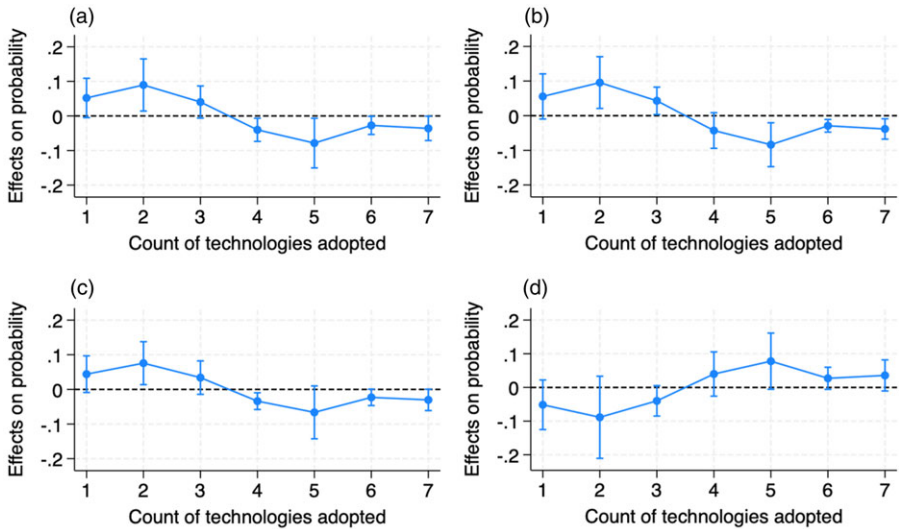 (a)
Effects on probability
.2
.1
0
-.1
-.2
1 2 3 4 5 6 7
Count of technologies adopted
(b)
Effects on probability
.2
.1
0
-.1
-.2
1 2 3 4 5 6 7
Count of technologies adopted
(c)
Effects on probability
.2
.1
0
-.1
-.2
1 2 3 4 5 6 7
Count of technologies adopted
(d)
Effects on probability
.2
.1
0
-.1
-.2
1 2 3 4 5 6 7
Count of technologies adopted